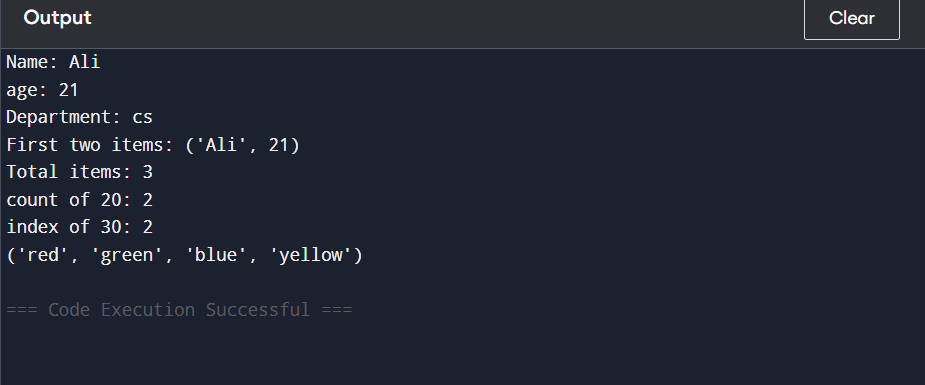 Output
Clear
Name: Ali
age: 21
Department: cs
First two items: ('Ali', 21)
Total items: 3
count of 20: 2
index of 30: 2
('red', 'green', 'blue', 'yellow')
=== Code Execution Successful ===